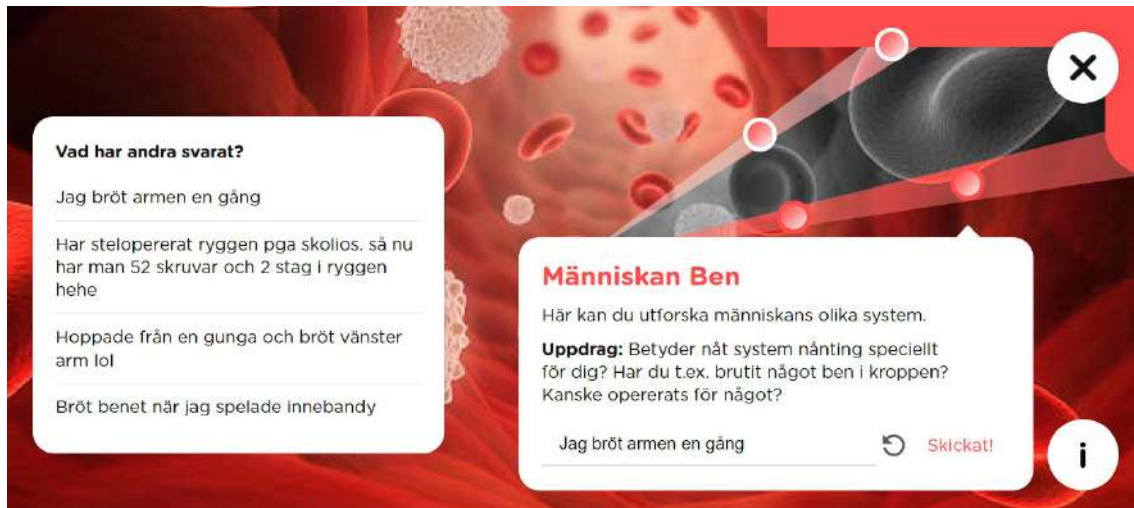 Vad har andra svarat?
Jag bröt armen en gång
Har stelopererat ryggen pga skolios. så nu
har man 52 skruvar och 2 stag i ryggen
hehe
Hoppade från en gunga och bröt vänster
arm lol
Bröt benet när jag spelade innebandy
Människan Ben
Här kan du utforska människans olika system.
Uppdrag: Betyder nåt system nånting speciellt
för dig? Har du t.ex. brutit något ben i kroppen?
Kanske opererats för något?
Jag bröt armen en gång
Skickat!
i